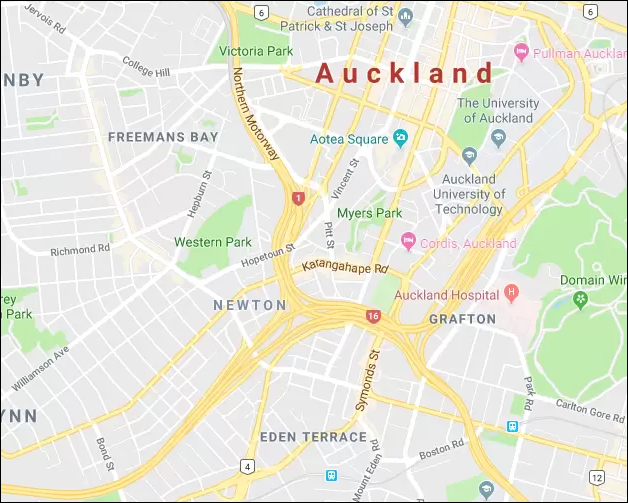 Jervois Rd
6
Cathedral of St
Patrick & St Joseph
6
Victoria Park
Pullman Auckland
College Hill
Auckland
NBY
Northern Motorway
The University
of Auckland
FREEMANS BAY
Aotea Square
Vincent St
Auckland
University of
Technology
Hepburn St
1
Myers Park
Pitt St
Western Park
Cordis, Auckland
Richmond Rd
Hopetoun St
Karangahape Rd
Domain Win
rey
Park
NEWTON
Auckland Hospital
H
16
GRAFTON
Williamson Ave
Symonds St
Park Rd
Carlton Gore Rd
YNN
Bond St
EDEN TERRACE
Mount Eden Rd
Boston Rd
4
12